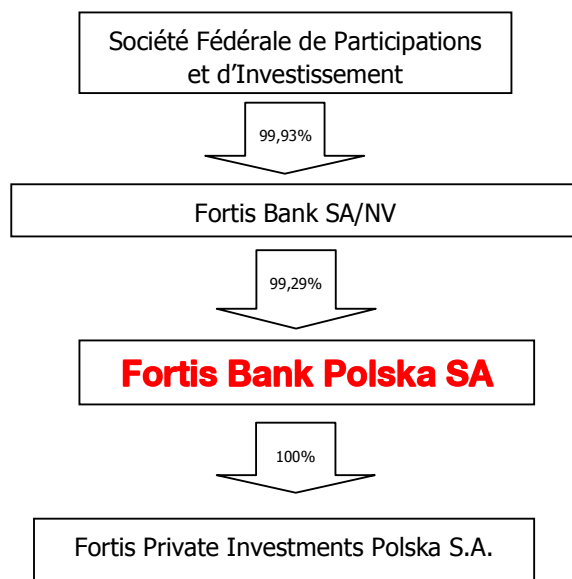 Société Fédérale de Participations
et d'Investissement
99,93%
Fortis Bank SA/NV
99,29%
Fortis Bank Polska SA
100%
Fortis Private Investments Polska S.A.